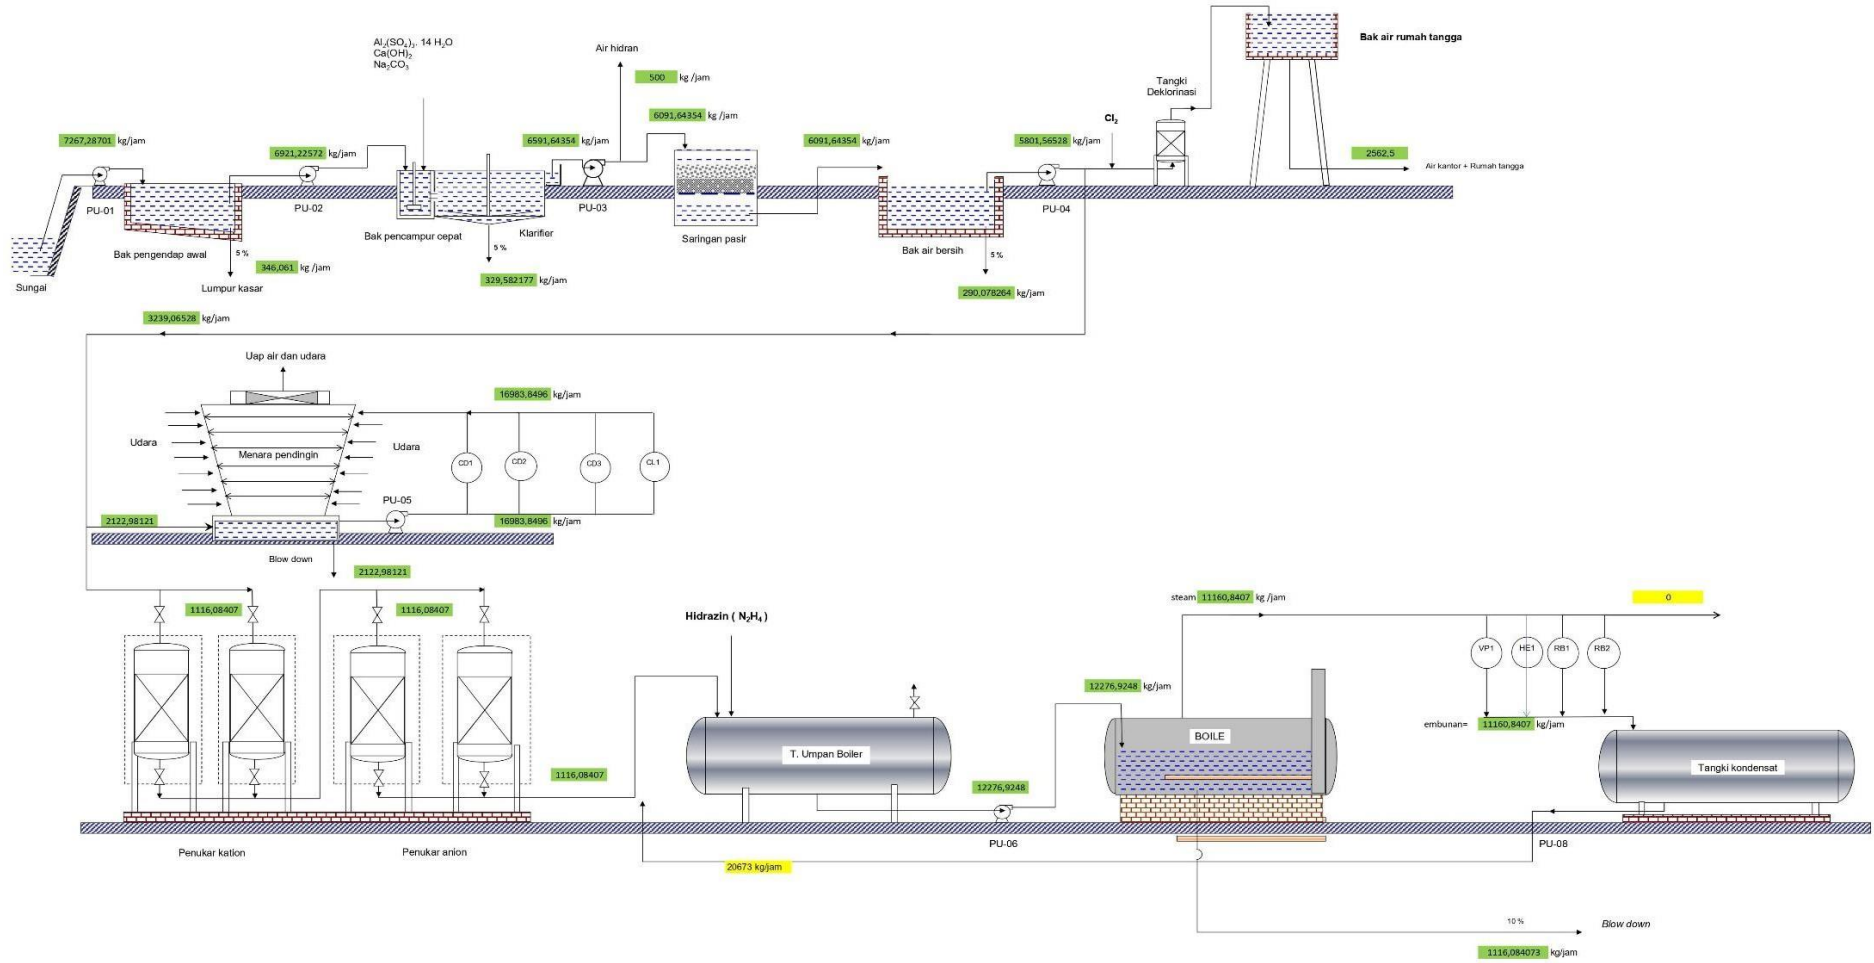 Al2(SO4)3. 14 H2O
Ca(OH)2
Na2CO3
Air hidran
500 kg /jam
Bak air rumah tangga
Tangki
Deklorinasi
7267,28701 kg/jam
6921,22572 kg/jam
6591,64354 kg/jam
6091,64354 kg /jam
6091,64354 kg/jam
5801,56528 kg/jam
Cl2
2562,5
Air kantor + Rumah tangga
PU-01
PU-02
PU-03
PU-04
Bak pencampur cepat
Klarifier
Saringan pasir
Bak air bersih
Bak pengendap awal
5 %
5 %
5 %
346,061 kg /jam
329,582177 kg/jam
290,078264 kg/jam
Sungai
Lumpur kasar
3239,06528 kg/jam
Uap air dan udara
16983,8496 kg/jam
Udara
Udara
Menara pendingin
CD1
CD2
CD3
CL1
PU-05
2122,98121
16983,8496 kg/jam
Blow down
2122,98121
1116,08407
1116,08407
Hidrazin ( N2H4 )
steam 11160,8407 kg /jam
0
VP1
HE1
RB1
RB2
12276,9248 kg/jam
embunan= 11160,8407 kg/jam
BOILE
T. Umpan Boiler
Tangki kondensat
1116,08407
12276,9248
PU-06
PU-08
Penukar kation
Penukar anion
20673 kg/jam
10 %
Blow down
1116,084073 kg/jam